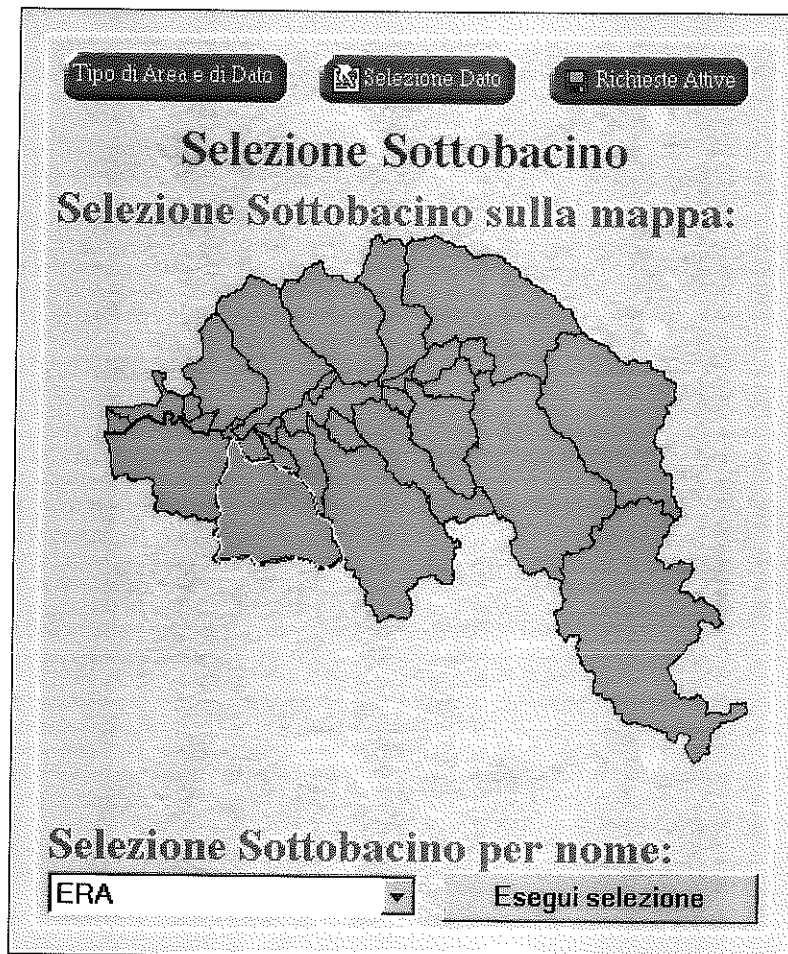 Tipo di Area e di Dato
Selezione Dato
Richieste Attive
Selezione Sottobacino
Selezione Sottobacino sulla mappa:
Selezione Sottobacino per nome:
ERA
Esegui selezione